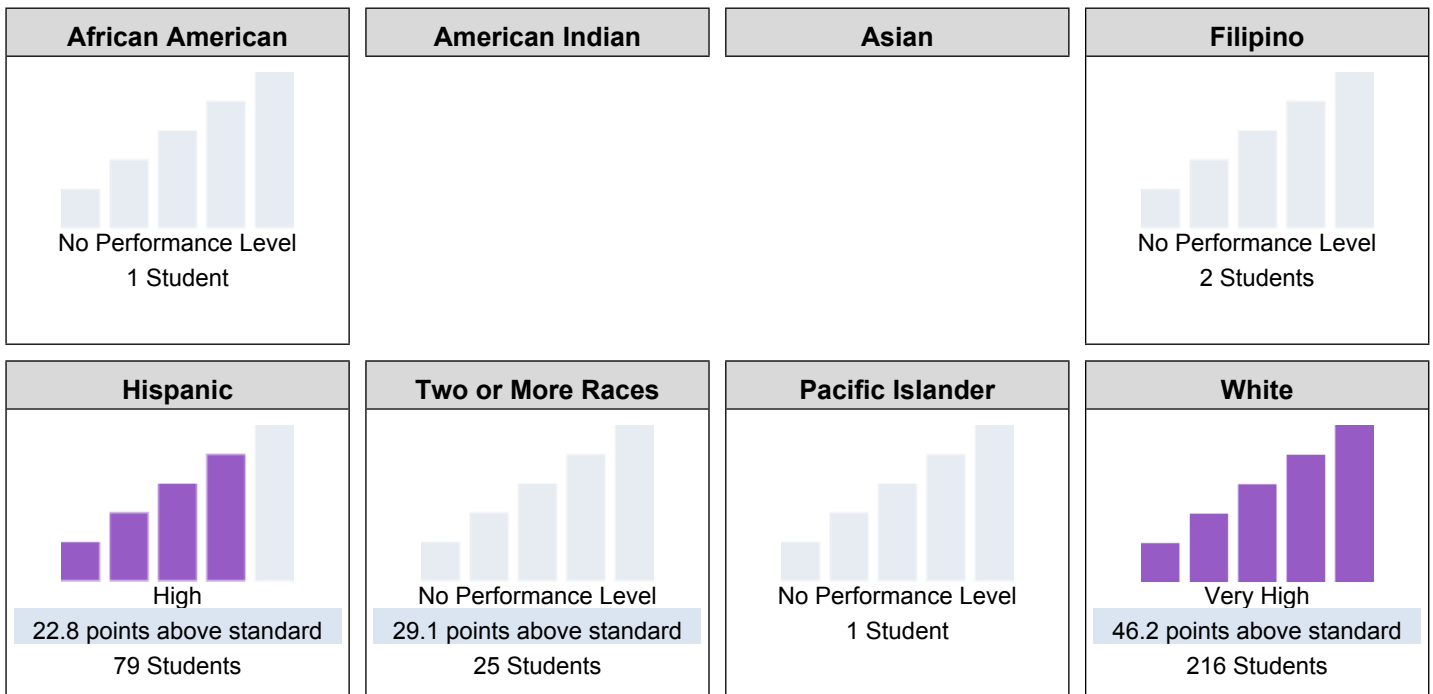 African American
No Performance Level
1 Student
American Indian
Asian
Filipino
No Performance Level
2 Students
Hispanic
High
22.8 points above standard
79 Students
Two or More Races
No Performance Level
29.1 points above standard
25 Students
Pacific Islander
No Performance Level
1 Student
White
Very High
46.2 points above standard
216 Students